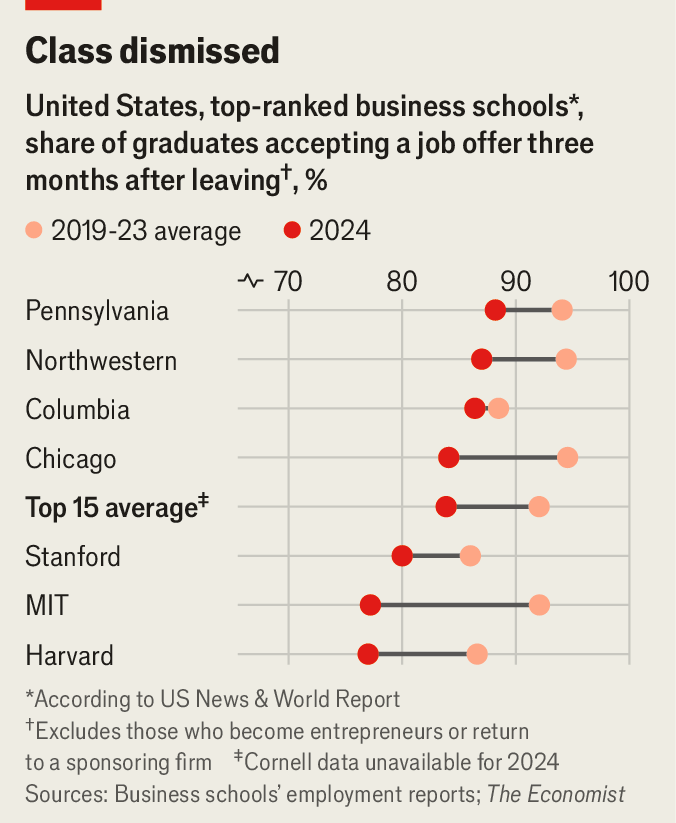 Class dismissed
United States, top-ranked business schools*,
share of graduates accepting a job offer three
months after leaving†, %
2019-23 average 2024
70 80 90 100
Pennsylvania
Northwestern
Columbia
Chicago
Top 15 average‡
Stanford
MIT
Harvard
*According to US News & World Report
†Excludes those who become entrepreneurs or return
to a sponsoring firm ‡Cornell data unavailable for 2024
Sources: Business schools’ employment reports; The Economist